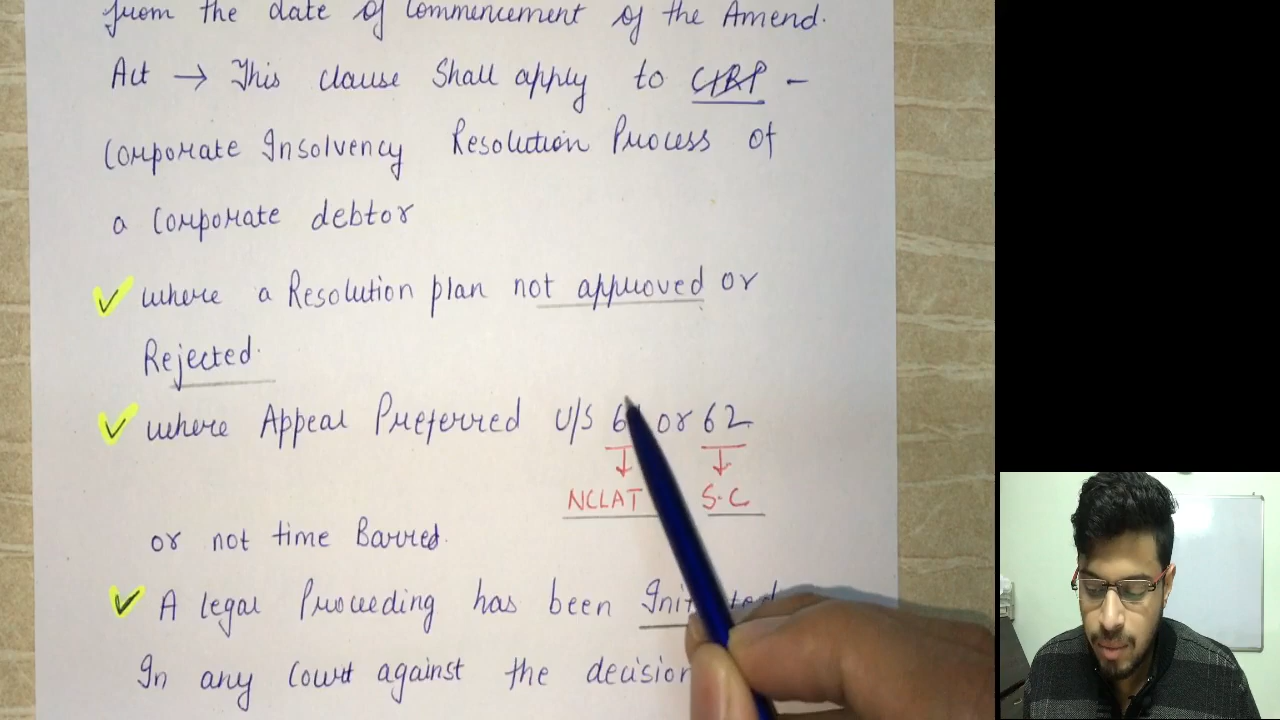 from the date of Commencement of the Amend.
Act → This clause Shall apply to CIRP -
Corporate Insolvency Resolution Process of
a Corporate debtor
✓ where a Resolution plan not approved or
Rejected.
✓ where Appeal Preferred U/S 6 or 62
↓ ↓
NCLAT S.C
or not time Barred.
✓ A legal Proceeding has been Initiated
In any Court against the decision